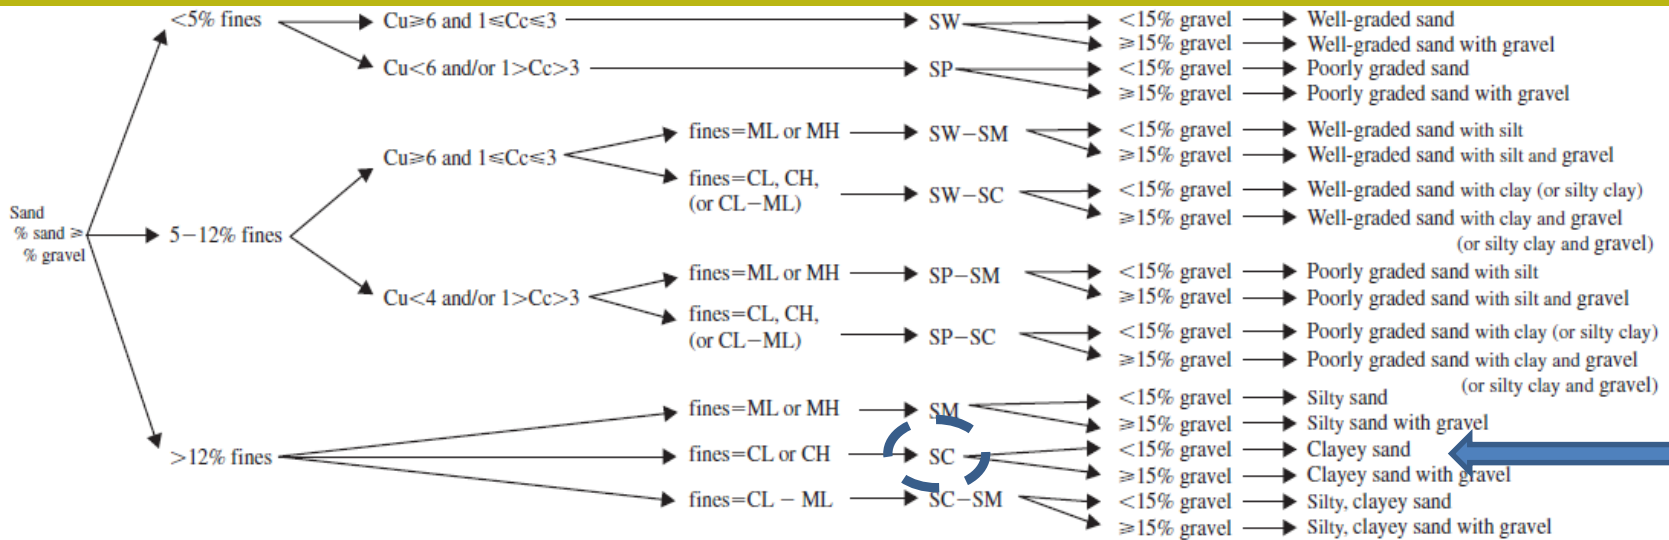 <5% fines
Cu≥6 and 1≤Cc≤3
SW
<15% gravel
Well-graded sand
≥15% gravel
Well-graded sand with gravel
Cu<6 and/or 1>Cc>3
SP
<15% gravel
Poorly graded sand
≥15% gravel
Poorly graded sand with gravel
Sand
% sand ≥
% gravel
5−12% fines
Cu≥6 and 1≤Cc≤3
fines=ML or MH
SW−SM
<15% gravel
Well-graded sand with silt
≥15% gravel
Well-graded sand with silt and gravel
fines=CL, CH,
(or CL−ML)
SW−SC
<15% gravel
Well-graded sand with clay (or silty clay)
≥15% gravel
Well-graded sand with clay and gravel
(or silty clay and gravel)
Cu<4 and/or 1>Cc>3
fines=ML or MH
SP−SM
<15% gravel
Poorly graded sand with silt
≥15% gravel
Poorly graded sand with silt and gravel
fines=CL, CH,
(or CL−ML)
SP−SC
<15% gravel
Poorly graded sand with clay (or silty clay)
≥15% gravel
Poorly graded sand with clay and gravel
(or silty clay and gravel)
>12% fines
fines=ML or MH
SM
<15% gravel
Silty sand
≥15% gravel
Silty sand with gravel
fines=CL or CH
SC
<15% gravel
Clayey sand
≥15% gravel
Clayey sand with gravel
fines=CL − ML
SC−SM
<15% gravel
Silty, clayey sand
≥15% gravel
Silty, clayey sand with gravel